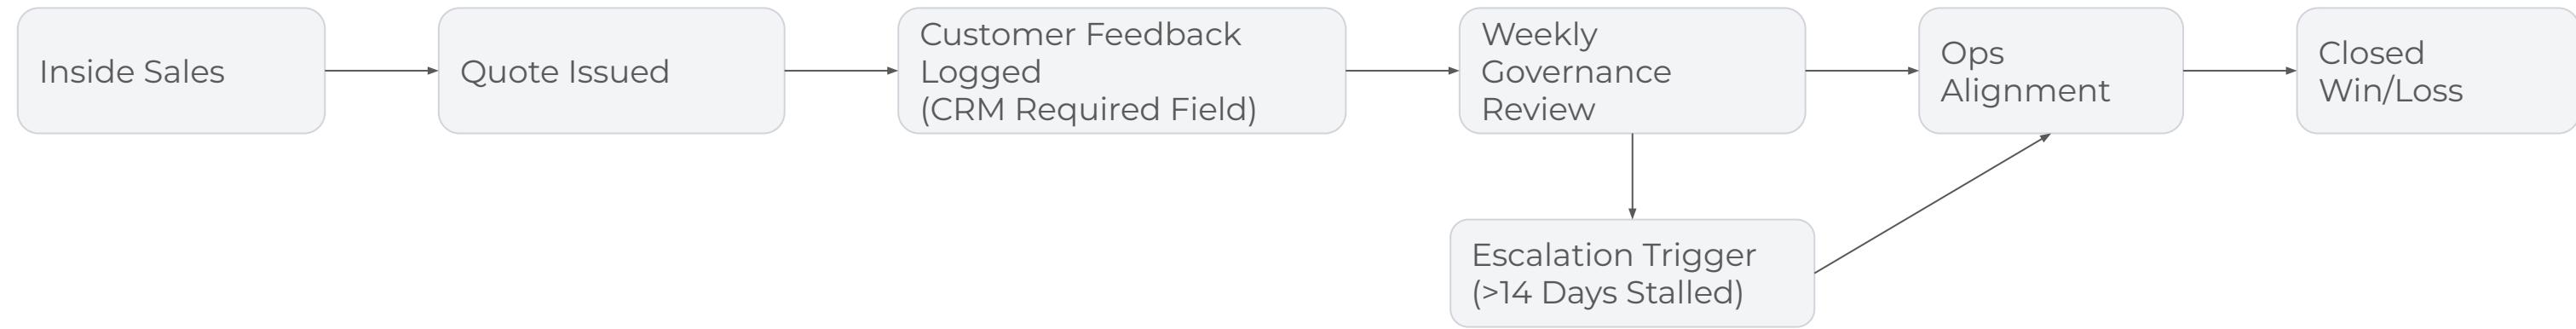 Inside Sales
Quote Issued
Customer Feedback
Logged
(CRM Required Field)
Weekly
Governance
Review
Ops
Alignment
Closed
Win/Loss
Escalation Trigger
(>14 Days Stalled)